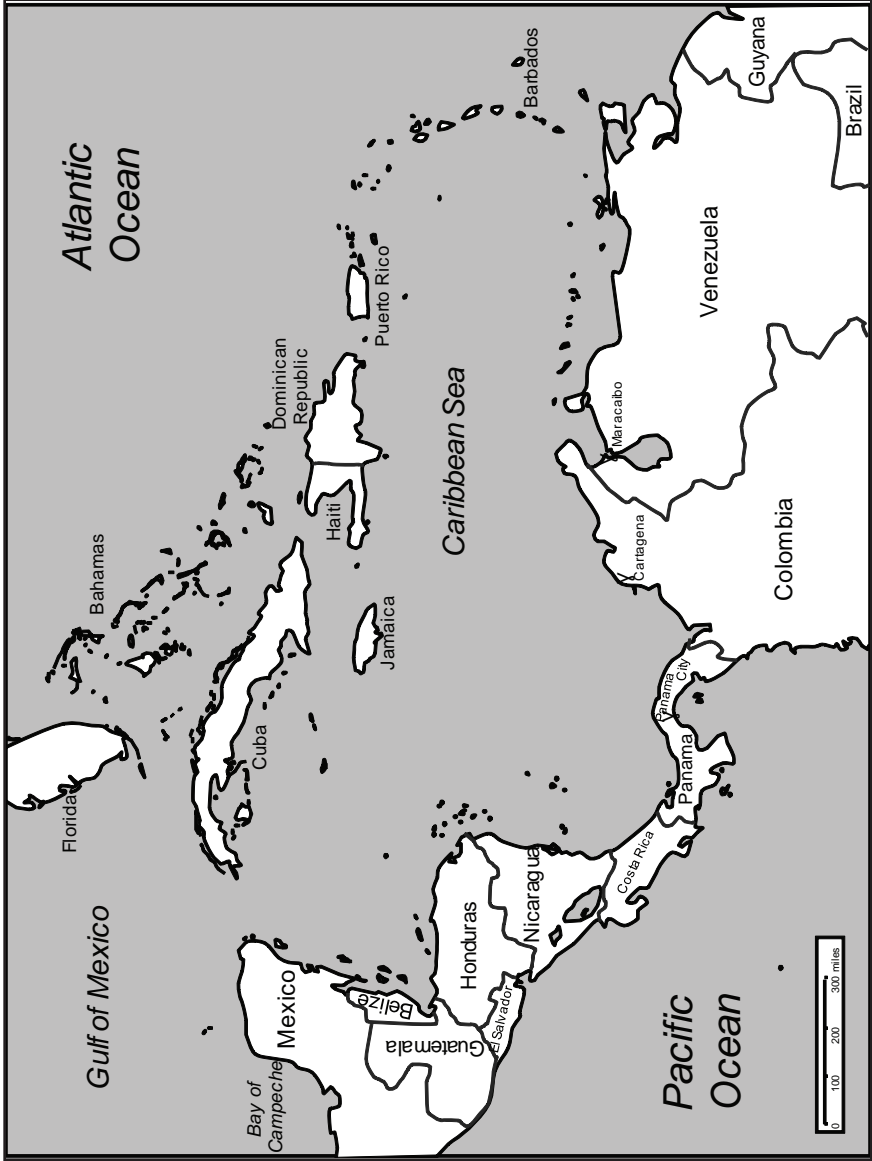 Gulf of Mexico
Florida
Bahamas
Atlantic
Ocean
Bay of
Campeche
Mexico
Cuba
Haiti
Dominican
Republic
Puerto Rico
Jamaica
Belize
Guatemala
Honduras
El Salvador
Nicaragua
Caribbean Sea
Barbados
Costa Rica
Panama
Panama
City
Cartagena
Maracaibo
Colombia
Venezuela
Guyana
Brazil
Pacific
Ocean
0 100 200 300 miles